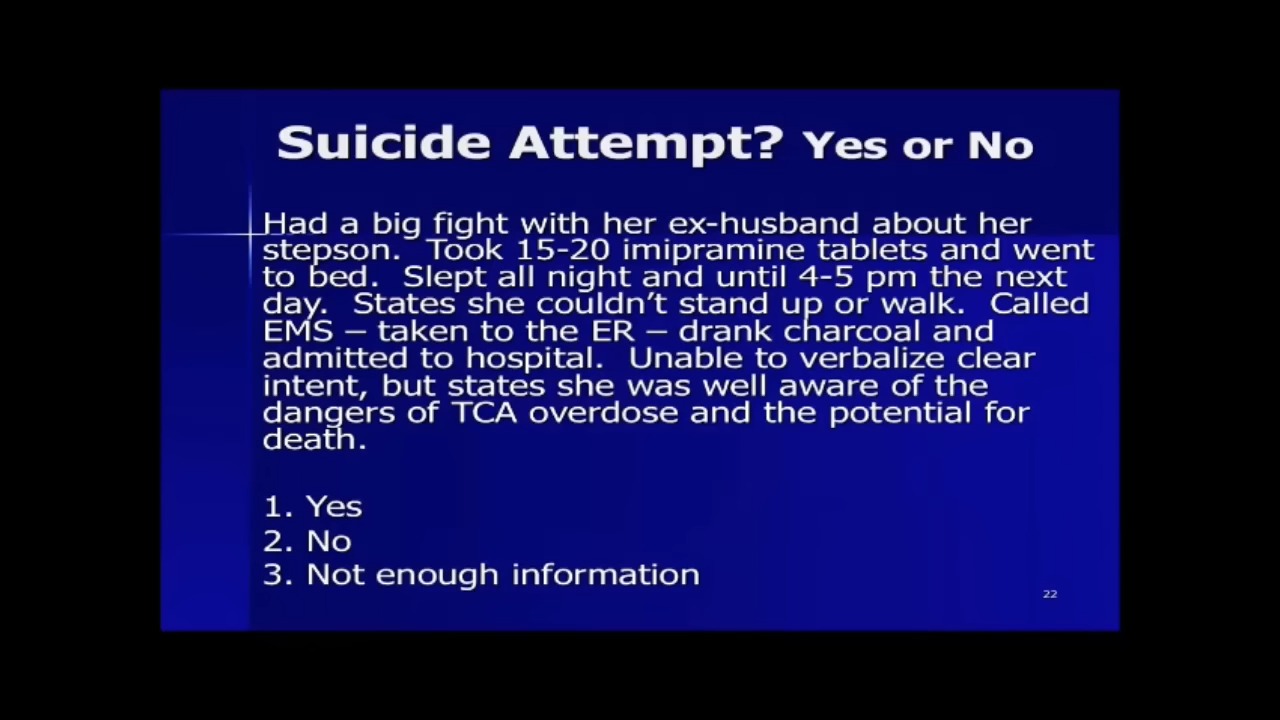 Suicide Attempt? Yes or No
Had a big fight with her ex-husband about her
stepson.  Took 15-20 imipramine tablets and went
to bed.  Slept all night and until 4-5 pm the next
day.  States she couldn’t stand up or walk.  Called
EMS – taken to the ER – drank charcoal and
admitted to hospital.  Unable to verbalize clear
intent, but states she was well aware of the
dangers of TCA overdose and the potential for
death.
1. Yes
2. No
3. Not enough information
22